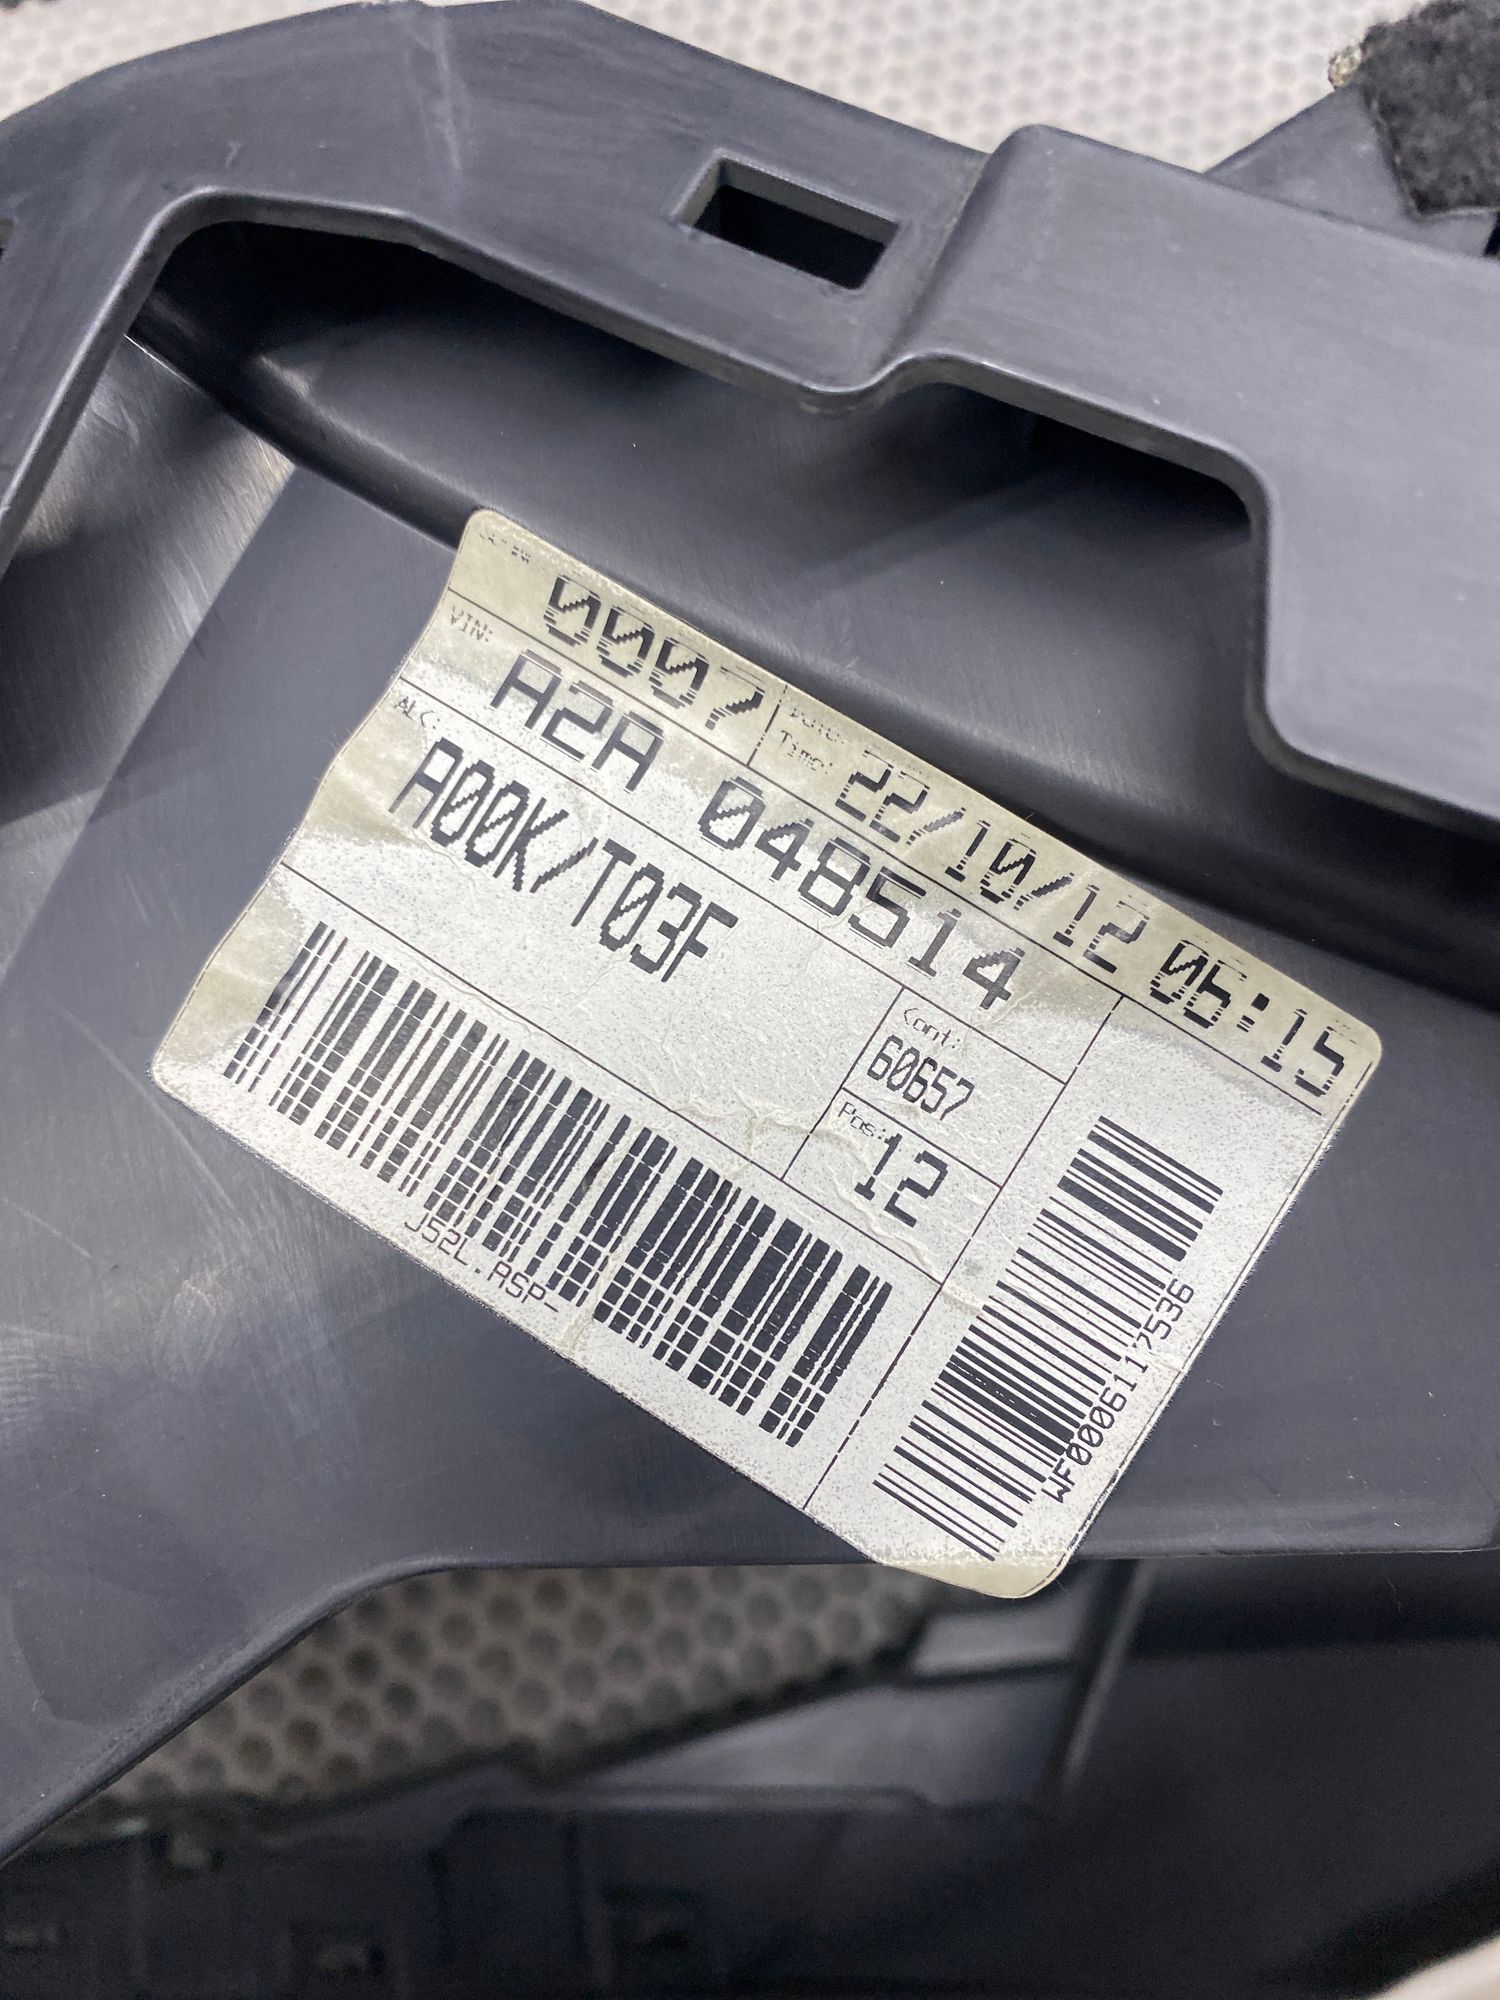 0007
Date:
Time:
22/10/12 06:15
VIN:
A2A 048514
ALC:
A00K/T03F
Cont:
60657
Pos:
12
J52L.ASP-
WF0006117536